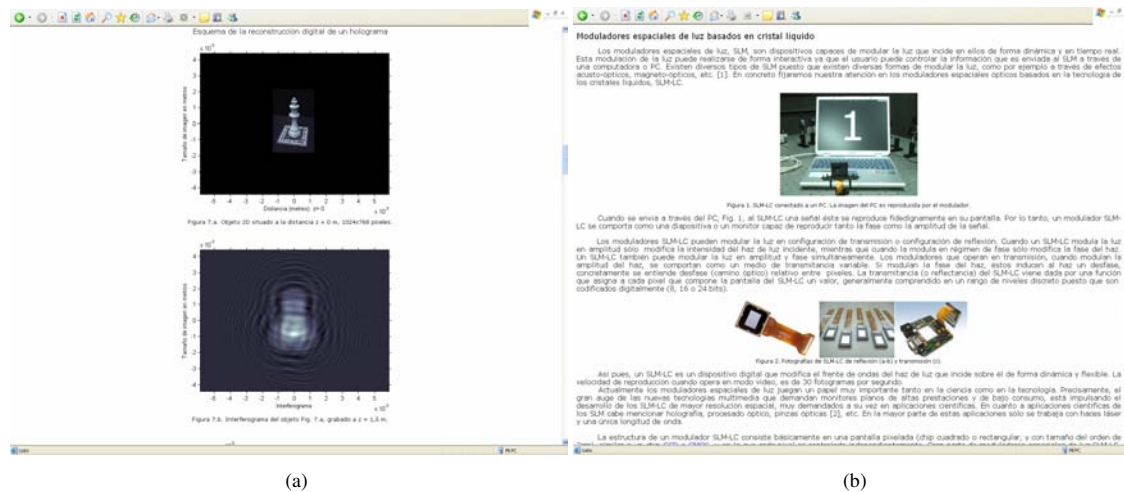 Esquema de la reconstrucción digital de un holograma
Tamaño de imagen en metros
Distancia (metros) z=0
Figura 7.a. Objeto 2D situado a la distancia z = 0 m, 1024x768 píxeles.
Tamaño de imagen en metros
Interferograma
Figura 7.b. Interferograma del objeto Fig. 7.a, grabado a z = 1,5 m.
Listo
Mi PC
(a)
Moduladores espaciales de luz basados en cristal líquido
Los moduladores espaciales de luz, SLM, son dispositivos capaces de modular la luz que incide en ellos de forma dinámica y en tiempo real.
Esta modulación de la luz puede realizarse de forma interactiva ya que el usuario puede controlar la información que es enviada al SLM a través de
una computadora o PC. Existen diversos tipos de SLM puesto que existen diversas formas de modular la luz, como por ejemplo a través de efectos
acusto-ópticos, magneto-ópticos, etc. [1]. En concreto fijaremos nuestra atención en los moduladores espaciales ópticos basados en la tecnología de
los cristales líquidos, SLM-LC.
1
Figura 1. SLM-LC conectado a un PC. La imagen del PC es reproducida por el modulador.
Cuando se envia a través del PC, Fig. 1, al SLM-LC una señal ésta se reproduce fidedignamente en su pantalla. Por lo tanto, un modulador SLM-
LC se comporta como una diapositiva o un monitor capaz de reproducir tanto la fase como la amplitud de la señal.
Los moduladores SLM-LC pueden modular la luz en configuración de transmisión o configuración de reflexión. Cuando un SLM-LC modula la luz
en amplitud sólo modifica la intensidad del haz de luz incidente, mientras que cuando la modula en régimen de fase sólo modifica la fase del haz.
Un SLM-LC también puede modular la luz en amplitud y fase simultáneamente. Los moduladores que operan en transmisión, cuando modulan la
amplitud del haz, se comportan como un medio de transmitancia variable. Si modulan la fase del haz, éstos inducen al haz un desfase,
concretamente se entiende desfase (camino óptico) relativo entre píxeles. La transmitancia (o reflectancia) del SLM-LC viene dada por una función
que asigna a cada píxel que compone la pantalla del SLM-LC un valor, generalmente comprendido en un rango de niveles discreto puesto que son
codificados digitalmente (8, 16 o 24 bits).
Figura 2. Fotografías de SLM-LC de reflexión (a-b) o transmisión (c).
Así pues, un SLM-LC es un dispositivo digital que modifica el frente de ondas del haz de luz que incide sobre él de forma dinámica y flexible. La
velocidad de reproducción cuando opera en modo video, es de 30 fotogramas por segundo.
Actualmente los moduladores espaciales de luz juegan un papel muy importante tanto en la ciencia como en la tecnología. Precisamente, el
gran auge de las nuevas tecnologías multimedia que demandan monitores planos de altas prestaciones y de bajo consumo, está impulsando el
desarrollo de los SLM-LC de mayor resolución espacial, muy demandados a su vez en aplicaciones científicas. En cuanto a aplicaciones científicas de
los SLM cabe mencionar holografía, procesado óptico, pinzas ópticas [2], etc. En la mayor parte de estas aplicaciones sólo se trabaja con haces láser
y una única longitud de onda.
La estructura de un modulador SLM-LC consiste básicamente en una pantalla pixelada (chip cuadrado o rectangular, y con tamaño del orden de
Listo
Mi PC
(b)